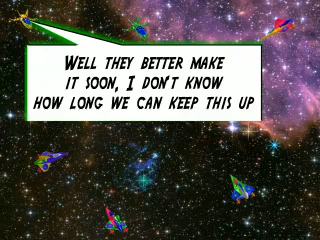 Well they better make
it soon, I don't know
how long we can keep this up